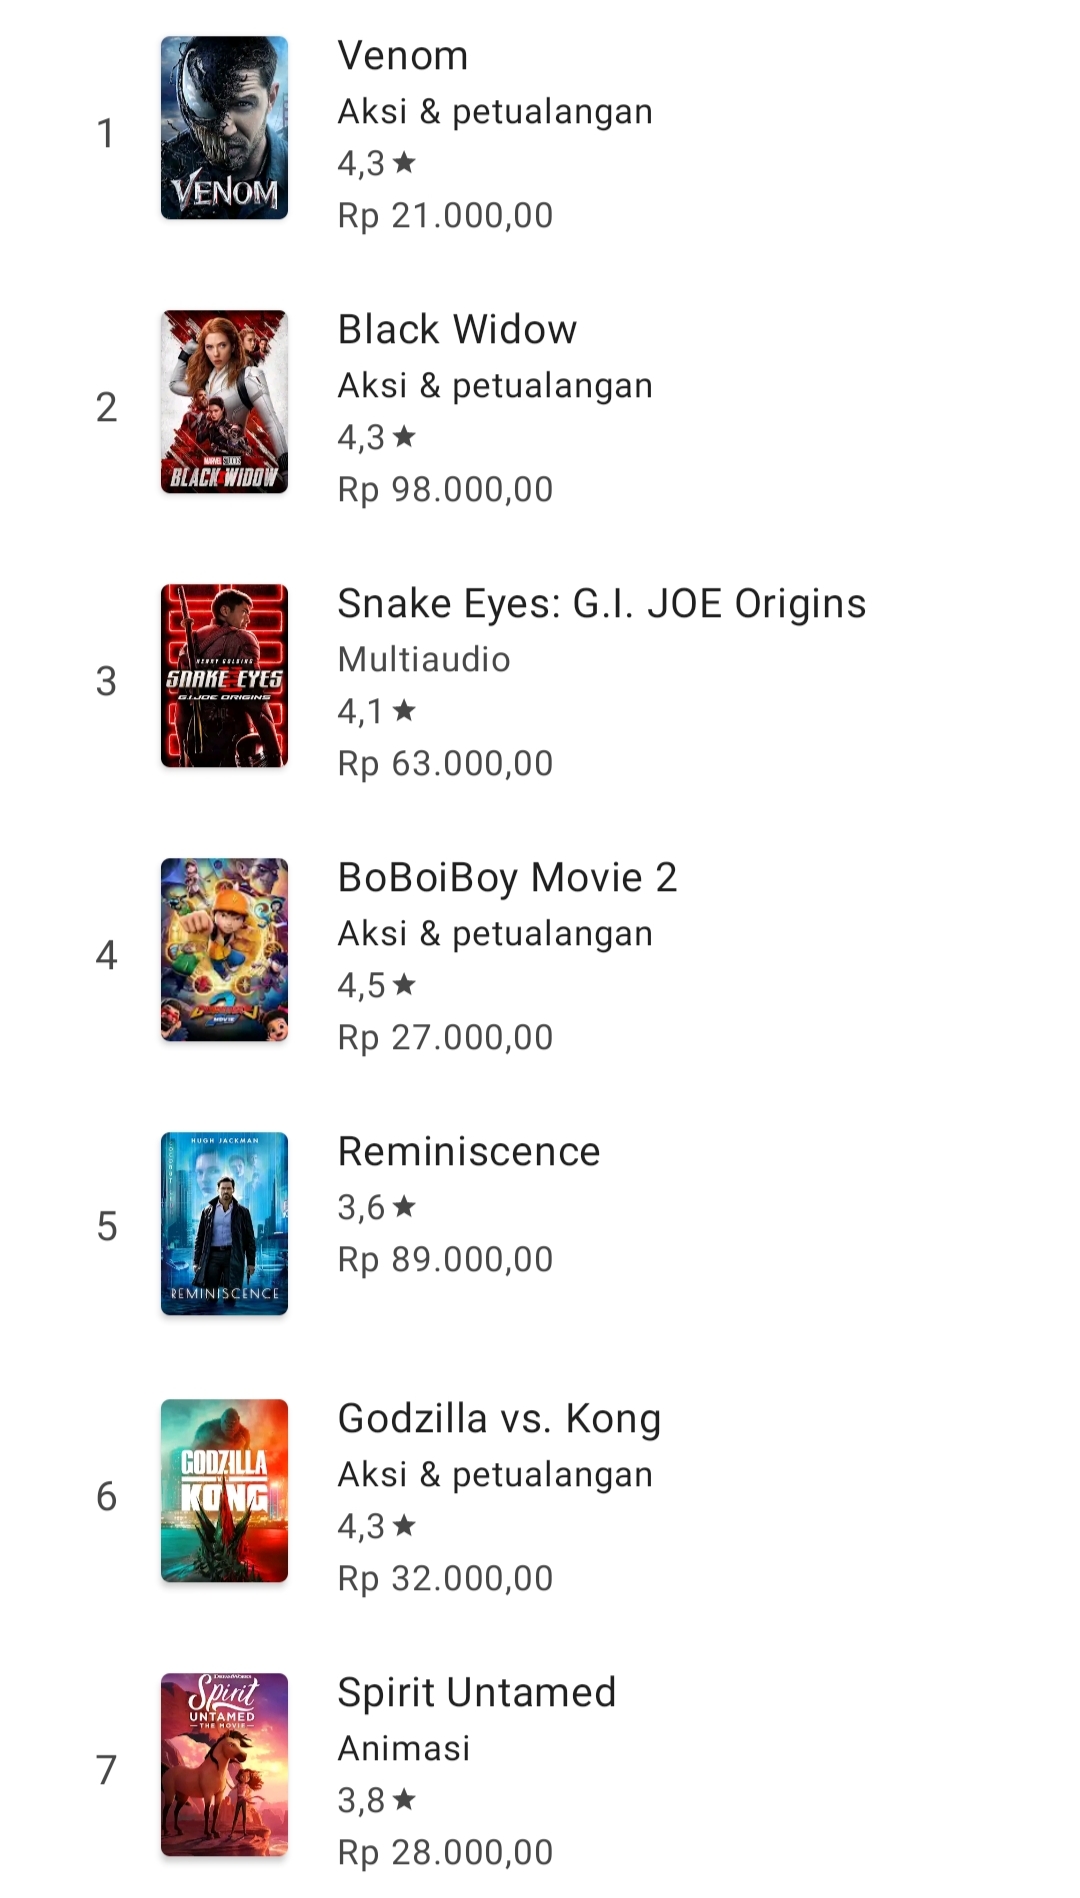 1
VENOM
Venom
Aksi & petualangan
4,3 ★
Rp 21.000,00
2
MARVEL STUDIOS
BLACK WIDOW
Black Widow
Aksi & petualangan
4,3 ★
Rp 98.000,00
3
HENRY GOLDING
SNAKE EYES
G.I. JOE ORIGINS
Snake Eyes: G.I. JOE Origins
Multiaudio
4,1 ★
Rp 63.000,00
4
MOVIE
BoBoiBoy Movie 2
Aksi & petualangan
4,5 ★
Rp 27.000,00
5
HUGH JACKMAN
REMINISCENCE
Reminiscence
3,6 ★
Rp 89.000,00
6
GODZILLA
KONG
Godzilla vs. Kong
Aksi & petualangan
4,3 ★
Rp 32.000,00
7
DREAMWORKS
Spirit
UNTAMED
THE MOVIE
Spirit Untamed
Animasi
3,8 ★
Rp 28.000,00